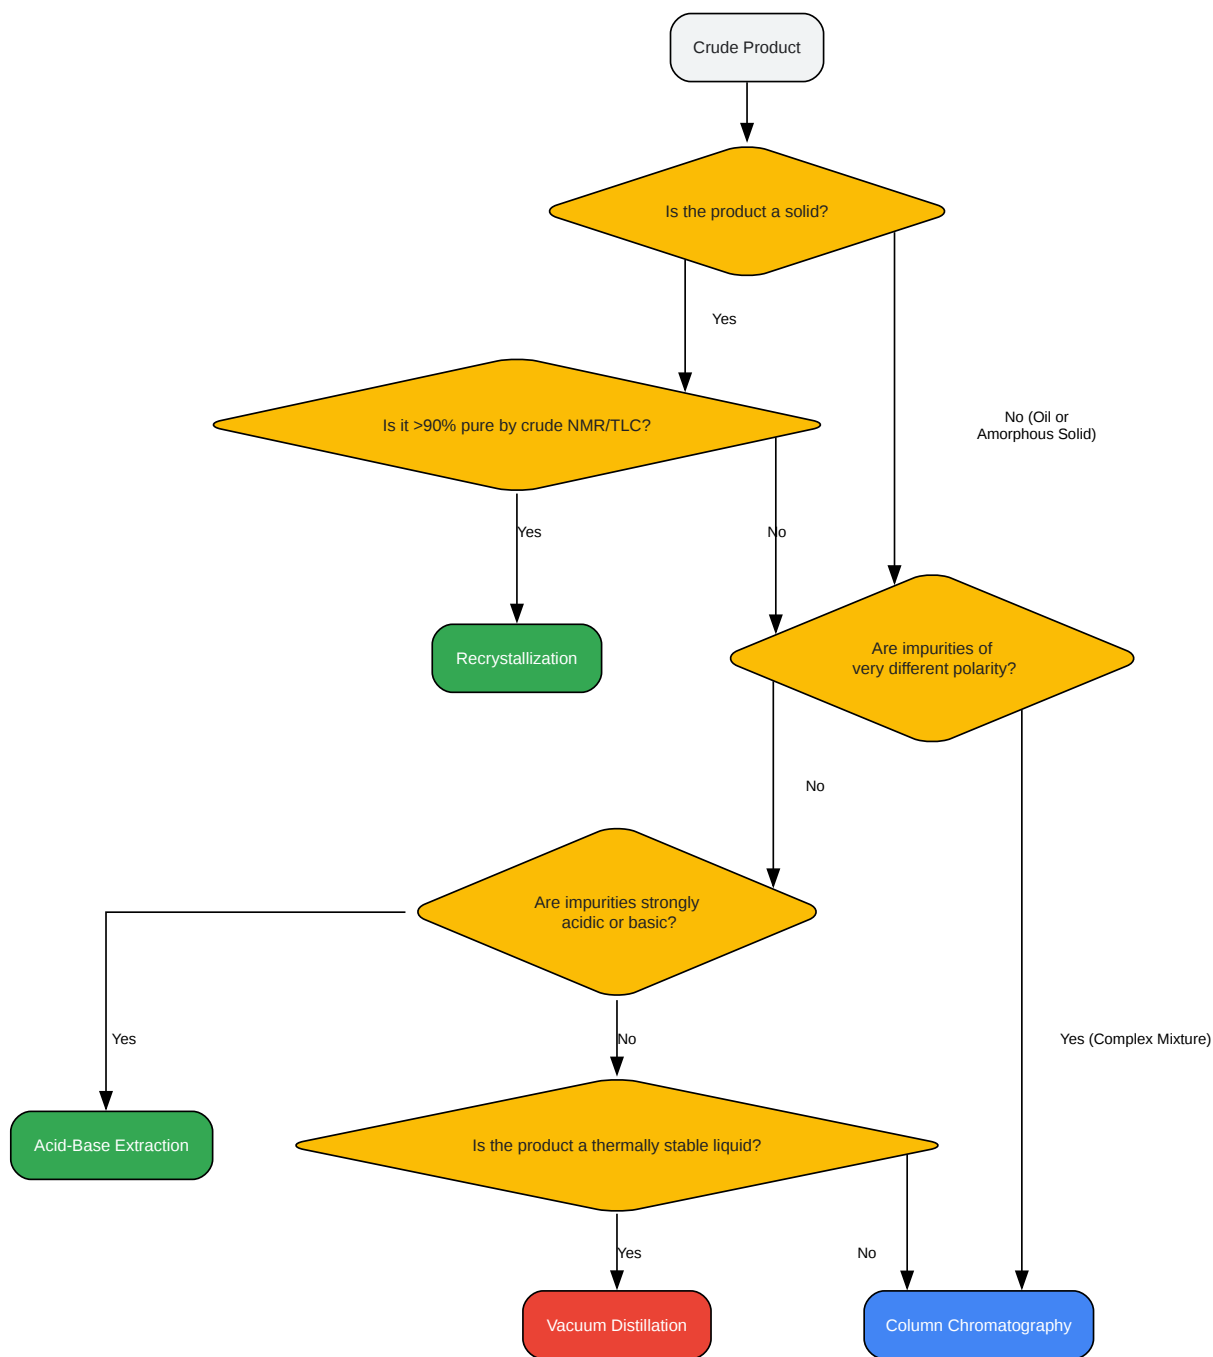 Crude Product
Is the product a solid?
Yes
Is it >90% pure by crude NMR/TLC?
No (Oil or
Amorphous Solid)
Yes
No
Recrystallization
Are impurities of
very different polarity?
No
Are impurities strongly
acidic or basic?
Yes
No
Yes (Complex Mixture)
Acid-Base Extraction
Is the product a thermally stable liquid?
Yes
No
Vacuum Distillation
Column Chromatography